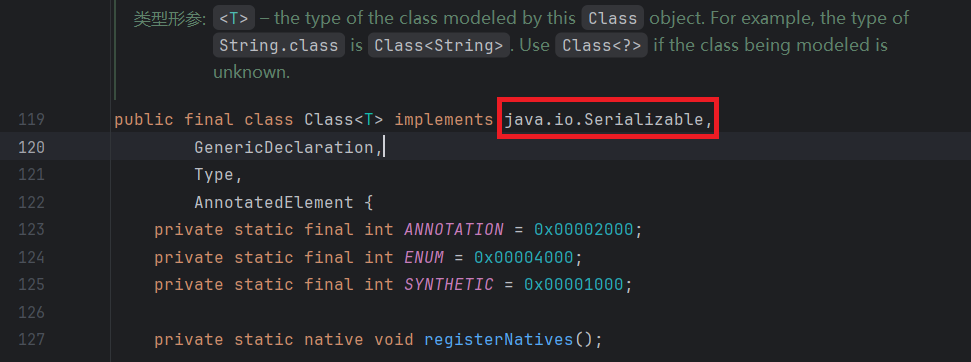 类型形参: <T> – the type of the class modeled by this Class object. For example, the type of
String.class is Class<String>. Use Class<?> if the class being modeled is
unknown.
119 public final class Class<T> implements java.io.Serializable,
120 GenericDeclaration,
121 Type,
122 AnnotatedElement {
123 private static final int ANNOTATION = 0x00002000;
124 private static final int ENUM = 0x00004000;
125 private static final int SYNTHETIC = 0x00001000;
126
127 private static native void registerNatives();